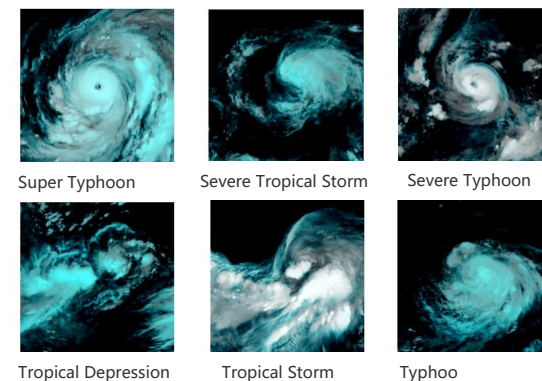 Super Typhoon
Severe Tropical Storm
Severe Typhoon
Tropical Depression
Tropical Storm
Typhoo